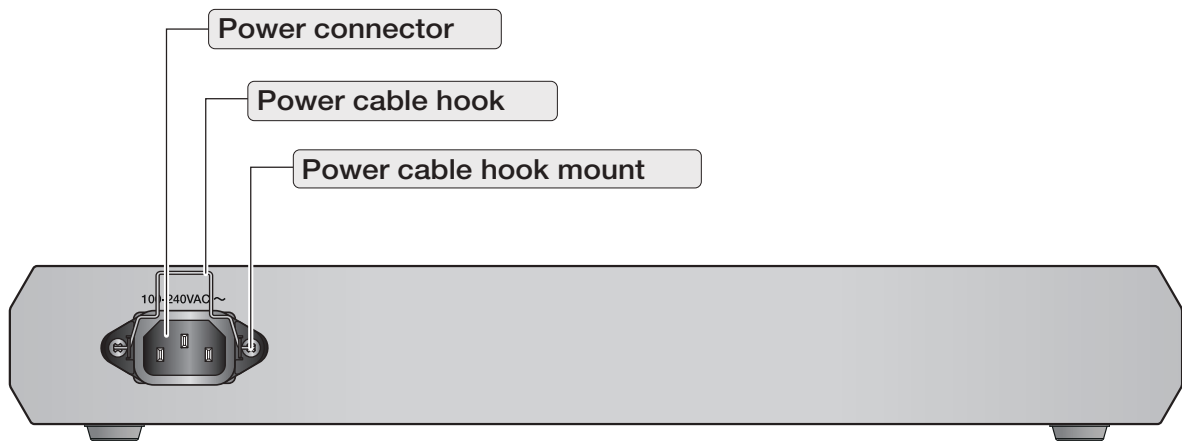 Power connector
Power cable hook
Power cable hook mount
100-240VAC ～